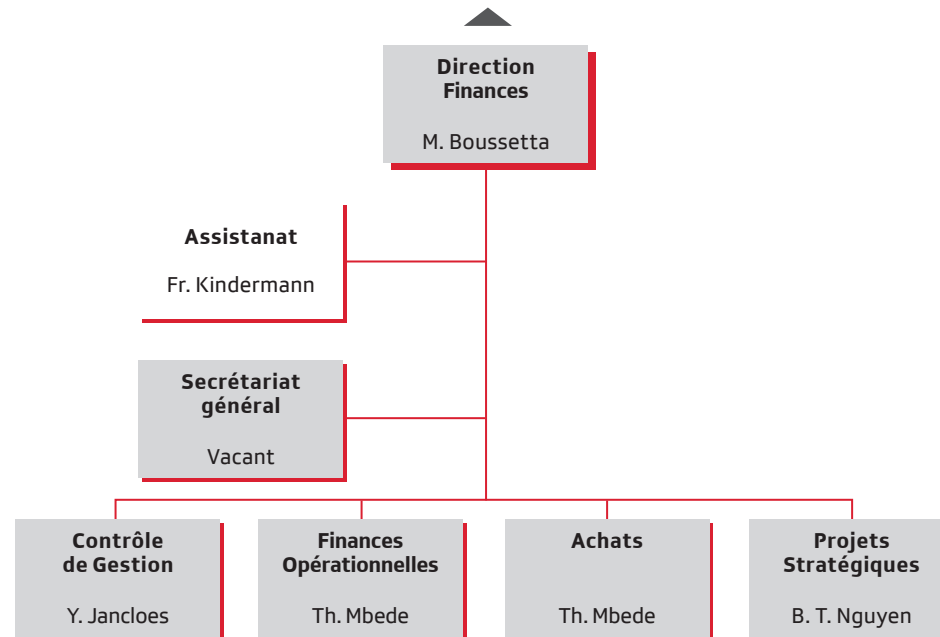 Direction
Finances
M. Boussetta
Assistanat
Fr. Kindermann
Secrétariat
général
Vacant
Contrôle
de Gestion
Y. Jancloes
Finances
Opérationnelles
Th. Mbede
Achats
Th. Mbede
Projets
Stratégiques
B. T. Nguyen